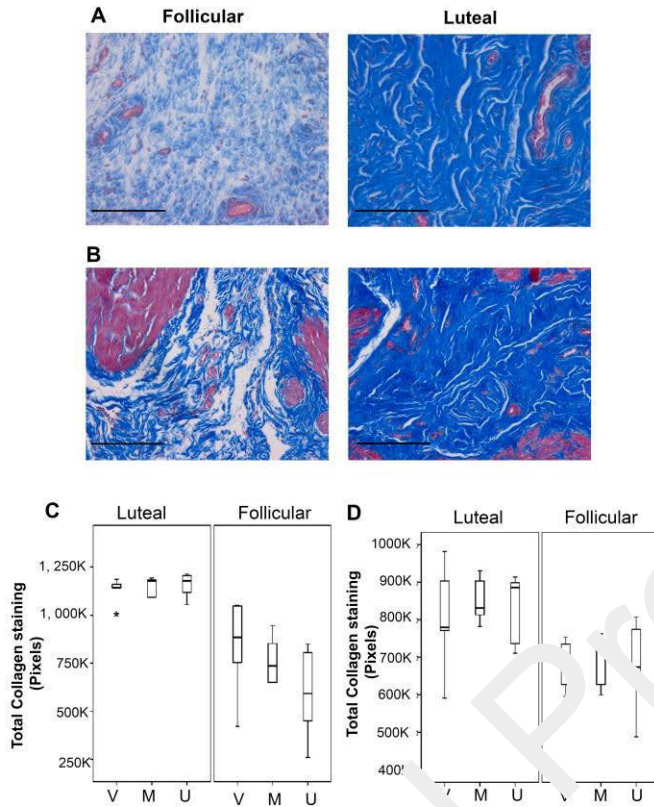 A
Follicular
Luteal
B
C
Luteal
Follicular
Total Collagen staining
(Pixels)
1,250K
1,000K
750K
500K
250K
V M U V M U
D
Luteal
Follicular
Total Collagen staining
(Pixels)
1000K
900K
800K
700K
600K
500K
V M U V M U